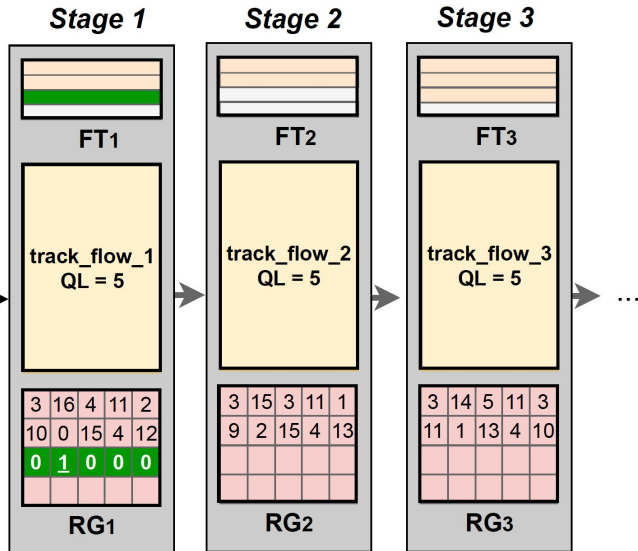 Stage 1
Stage 2
Stage 3
FT1
FT2
FT3
track_flow_1
QL = 5
track_flow_2
QL = 5
track_flow_3
QL = 5
...
3 16 4 11 2
10 0 15 4 12
0 1 0 0 0
3 15 3 11 1
9 2 15 4 13
3 14 5 11 3
11 1 13 4 10
RG1
RG2
RG3